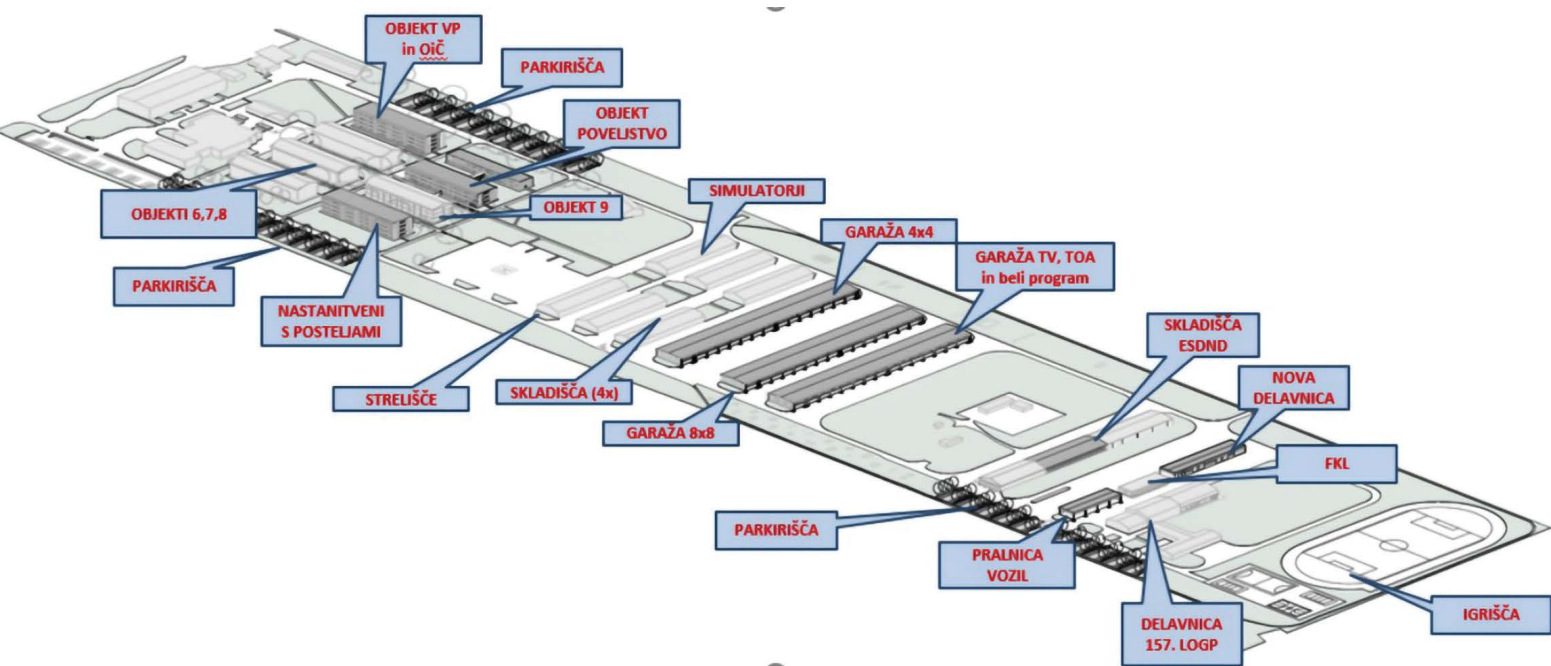 OBJEKT VP
in OiČ
PARKIRIŠČA
OBJEKT
POVELJSTVO
SIMULATORJI
OBJEKTI 6,7,8
OBJEKT 9
GARAŽA 4x4
GARAŽA TV, TOA
in beli program
PARKIRIŠČA
NASTANITVENI
S POSTELJAMI
SKLADIŠČA
ESDND
STRELIŠČE
SKLADIŠČA (4x)
NOVA
DELAVNICA
GARAŽA 8x8
FKL
PARKIRIŠČA
PRALNICA
VOZIL
DELAVNICA
157. LOGP
IGRIŠČA